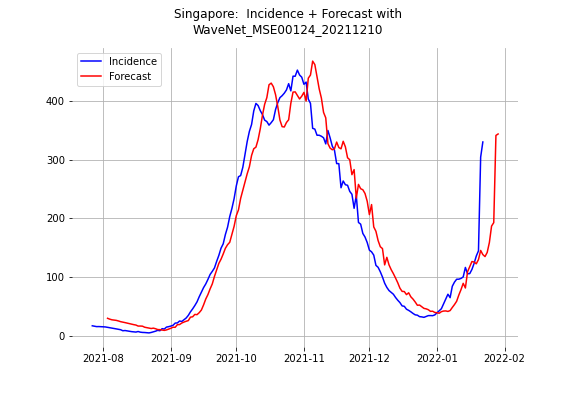 Singapore:  Incidence + Forecast with
WaveNet_MSE00124_20211210
Incidence
Forecast
400
300
200
100
0
2021-08 2021-09 2021-10 2021-11 2021-12 2022-01 2022-02